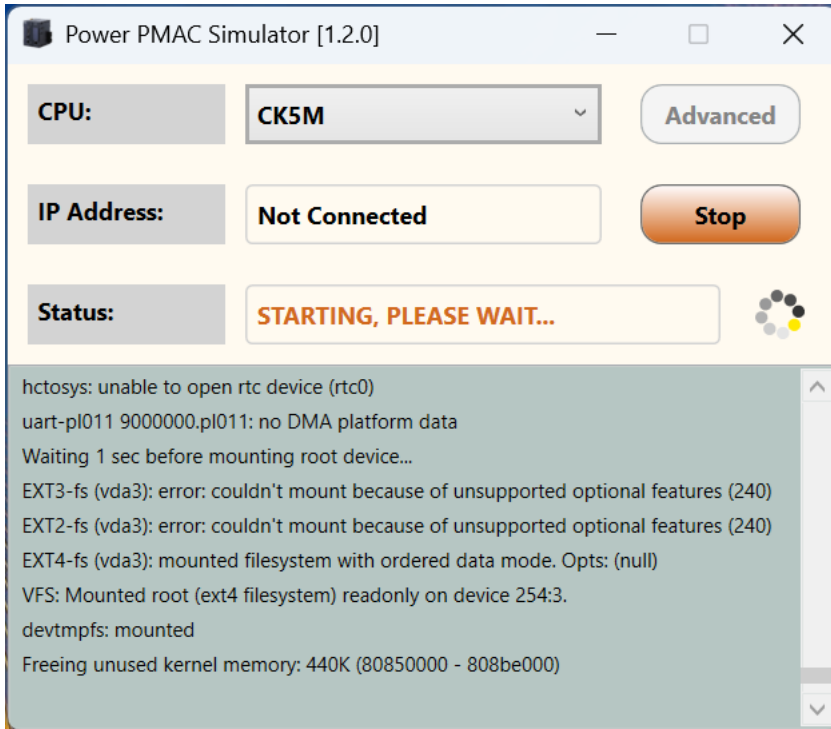 Power PMAC Simulator [1.2.0]
CPU:
CK5M
Advanced
IP Address:
Not Connected
Stop
Status:
STARTING, PLEASE WAIT...
hctosys: unable to open rtc device (rtc0)
uart-pl011 9000000.pl011: no DMA platform data
Waiting 1 sec before mounting root device...
EXT3-fs (vda3): error: couldn't mount because of unsupported optional features (240)
EXT2-fs (vda3): error: couldn't mount because of unsupported optional features (240)
EXT4-fs (vda3): mounted filesystem with ordered data mode. Opts: (null)
VFS: Mounted root (ext4 filesystem) readonly on device 254:3.
devtmpfs: mounted
Freeing unused kernel memory: 440K (80850000 - 808be000)